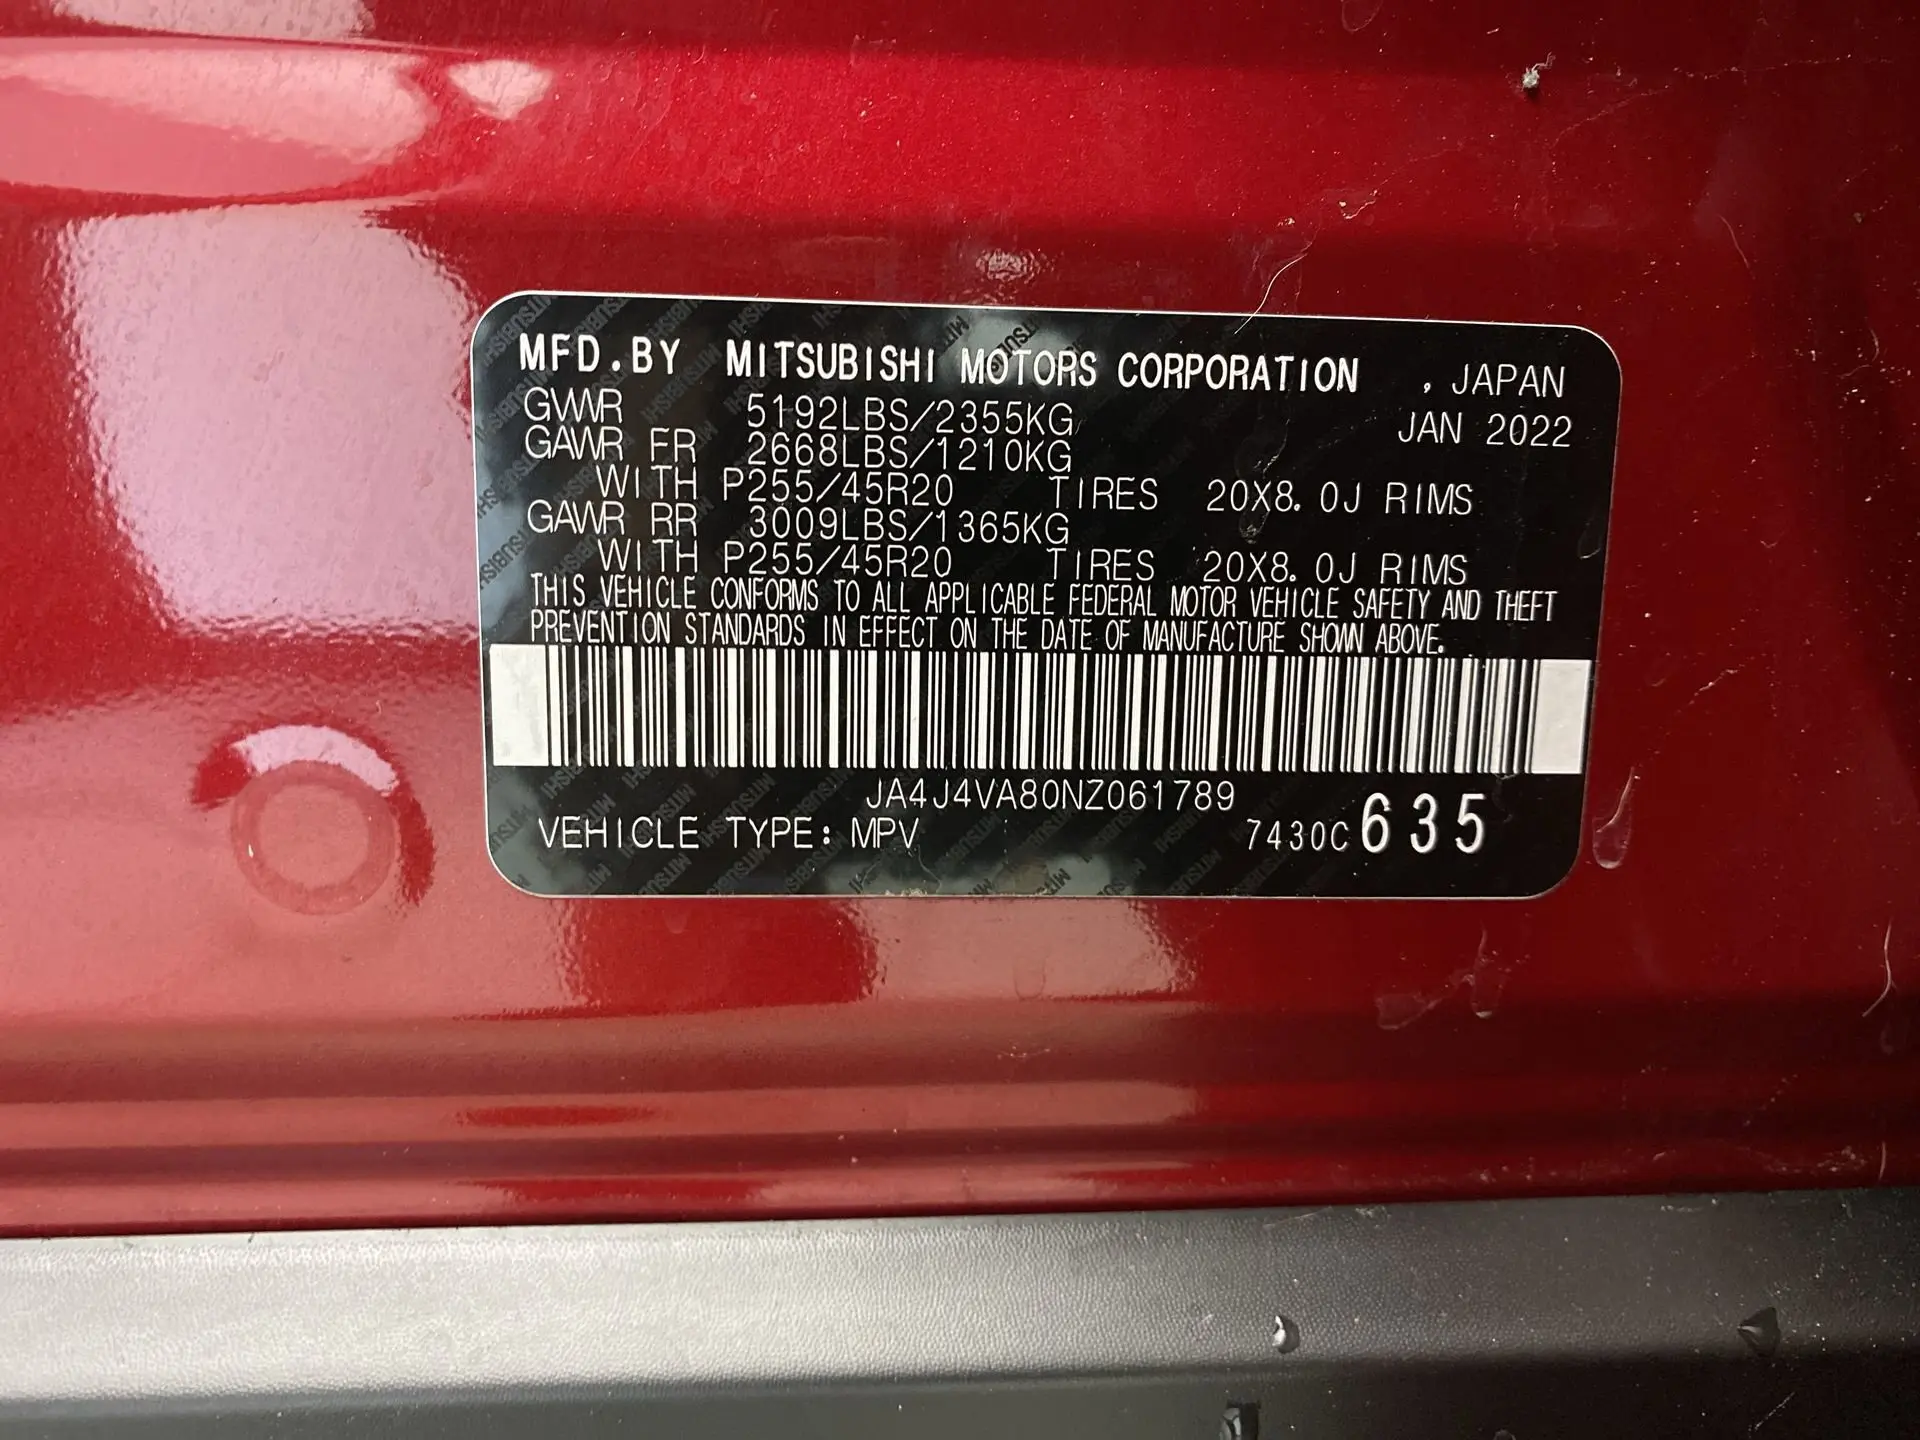 MFD.BY MITSUBISHI MOTORS CORPORATION , JAPAN
GVWR 5192LBS/2355KG JAN 2022
GAWR FR 2668LBS/1210KG
WITH P255/45R20 TIRES 20X8.0J RIMS
GAWR RR 3009LBS/1365KG
WITH P255/45R20 TIRES 20X8.0J RIMS
THIS VEHICLE CONFORMS TO ALL APPLICABLE FEDERAL MOTOR VEHICLE SAFETY AND THEFT
PREVENTION STANDARDS IN EFFECT ON THE DATE OF MANUFACTURE SHOWN ABOVE.
JA4J4VA80NZ061789
VEHICLE TYPE: MPV 7430C 635